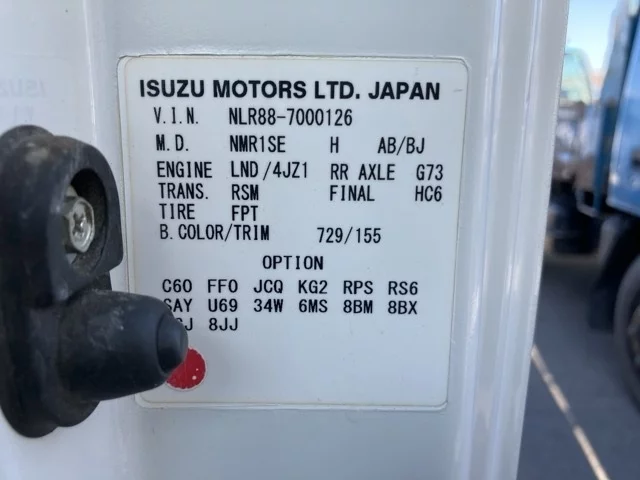 ISUZU MOTORS LTD. JAPAN
V.I.N. NLR88-7000126
M.D. NMR1SE H AB/BJ
ENGINE LND/4JZ1 RR AXLE G73
TRANS. RSM FINAL HC6
TIRE FPT
B.COLOR/TRIM 729/155
OPTION
C60 FF0 JCQ KG2 RPS RS6
U69 34W 6MS 8BM 8BX
8JJ